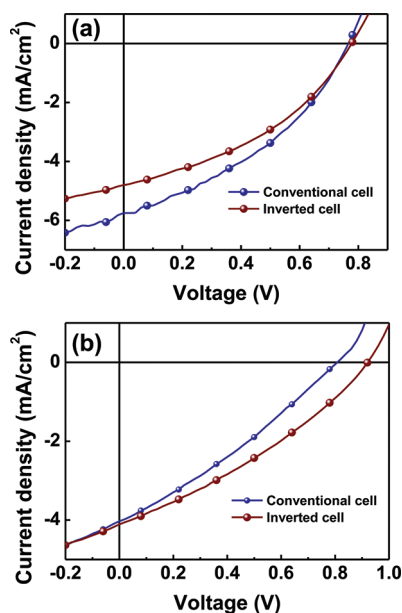 (a)
0
-2
-4
-6
Conventional cell
Inverted cell
-0.2 0.0 0.2 0.4 0.6 0.8
Voltage (V)
Current density (mA/cm²)
(b)
0
-2
-4
Conventional cell
Inverted cell
-0.2 0.0 0.2 0.4 0.6 0.8 1.0
Voltage (V)
Current density (mA/cm²)